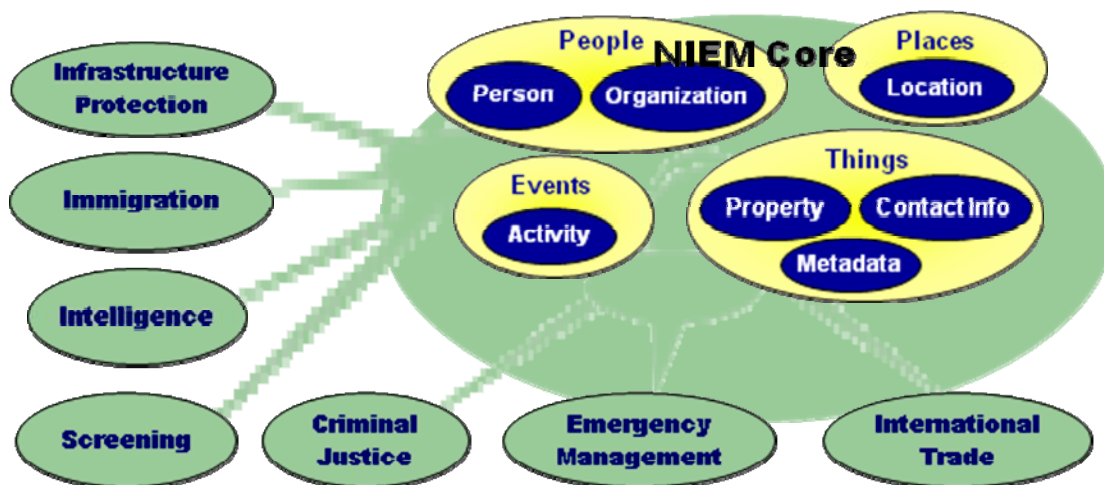 NIEM Core
People
Person
Organization
Places
Location
Events
Activity
Things
Property
Contact Info
Metadata
Infrastructure
Protection
Immigration
Intelligence
Screening
Criminal
Justice
Emergency
Management
International
Trade